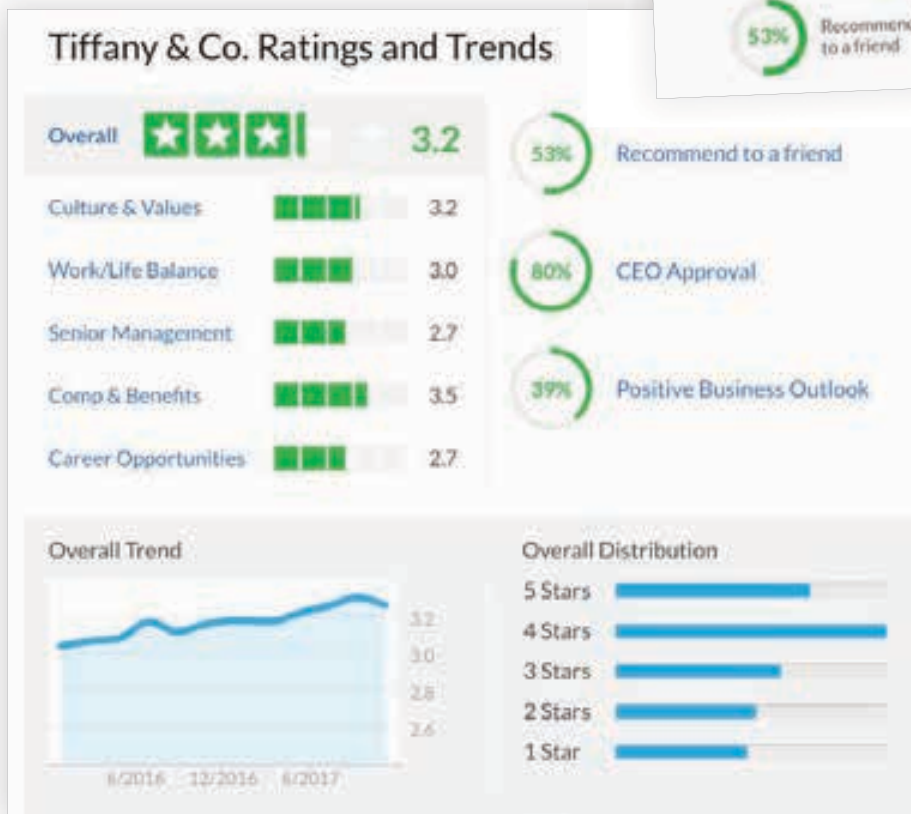 53%
Recommend
to a friend
Tiffany & Co. Ratings and Trends
Overall 3.2
Culture & Values 3.2
Work/Life Balance 3.0
Senior Management 2.7
Comp & Benefits 3.5
Career Opportunities 2.7
53% Recommend to a friend
80% CEO Approval
39% Positive Business Outlook
Overall Trend
3.2
3.0
2.8
2.6
6/2016 12/2016 6/2017
Overall Distribution
5 Stars
4 Stars
3 Stars
2 Stars
1 Star